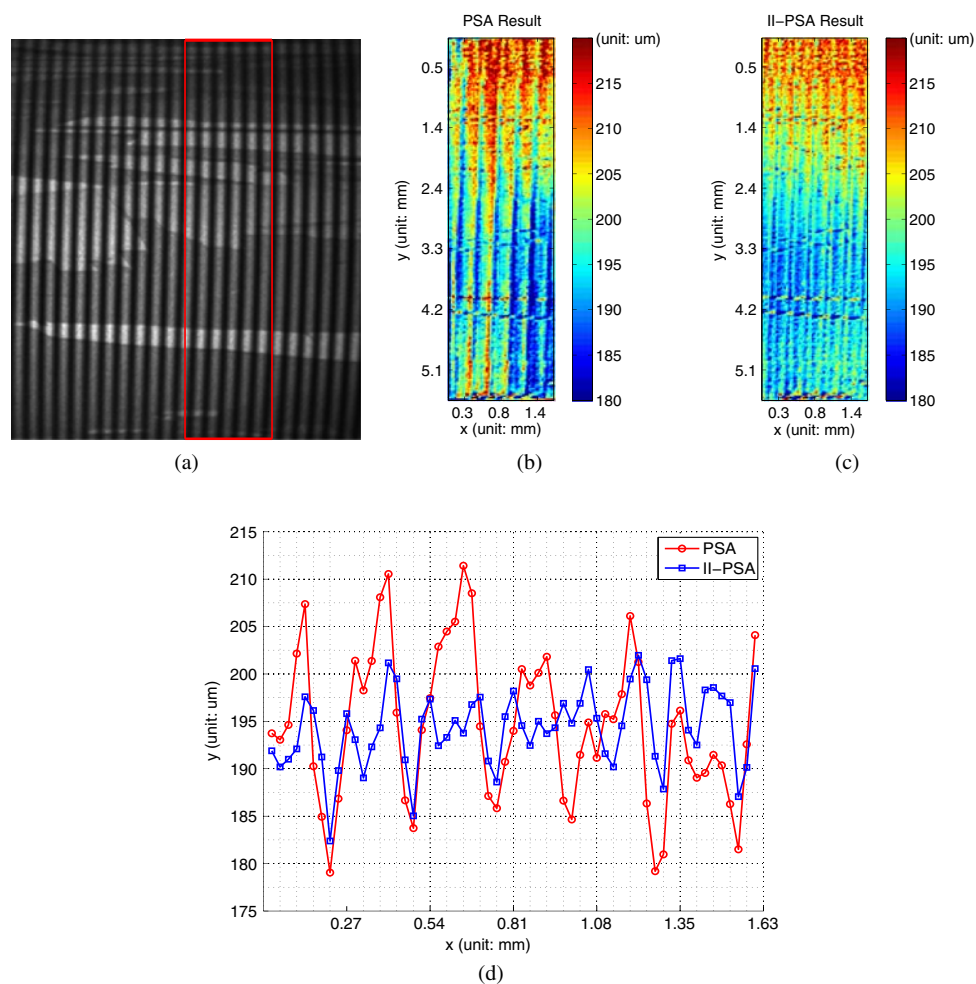 PSA Result
(unit: um)
0.5
1.4
2.4
3.3
4.2
5.1
y (unit: mm)
0.3 0.8 1.4
x (unit: mm)
215
210
205
200
195
190
185
180
II-PSA Result
(unit: um)
0.5
1.4
2.4
3.3
4.2
5.1
y (unit: mm)
0.3 0.8 1.4
x (unit: mm)
215
210
205
200
195
190
185
180
(a)
(b)
(c)
215
210
205
200
195
190
185
180
175
y (unit: um)
PSA
II-PSA
0.27 0.54 0.81 1.08 1.35 1.63
x (unit: mm)
(d)